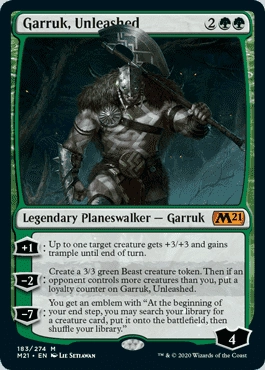 Garruk, Unleashed 2
Legendary Planeswalker — Garruk M21
+1: Up to one target creature gets +3/+3 and gains
trample until end of turn.
−2: Create a 3/3 green Beast creature token. Then if an
opponent controls more creatures than you, put a
loyalty counter on Garruk, Unleashed.
−7: You get an emblem with “At the beginning of
your end step, you may search your library for
a creature card, put it onto the battlefield, then
shuffle your library.”
4
183/274 M
M21 • EN Lie Setiawan
™ & © 2020 Wizards of the Coast